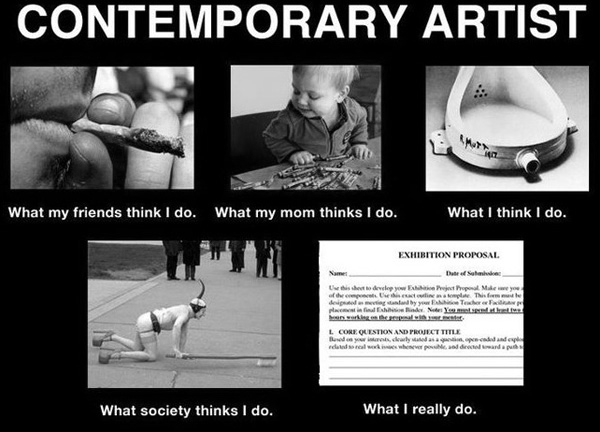 CONTEMPORARY ARTIST
R. MUTT
1917
What my friends think I do.
What my mom thinks I do.
What I think I do.
EXHIBITION PROPOSAL
Name: Date of Submission:
Use this sheet to develop your Exhibition Project Proposal. Make sure you
of the components. Use this exact outline as a template. This form must be
designated as meeting standard by your Exhibition Teacher or Facilitator
placement in final Exhibition Binder. Note: You must spend at least two
hours working on the proposal with your mentor.
I. CORE QUESTION AND PROJECT TITLE
Based on your interests, clearly stated as a question, open-ended and
related to real work issues whenever possible, and directed toward a path
What society thinks I do.
What I really do.